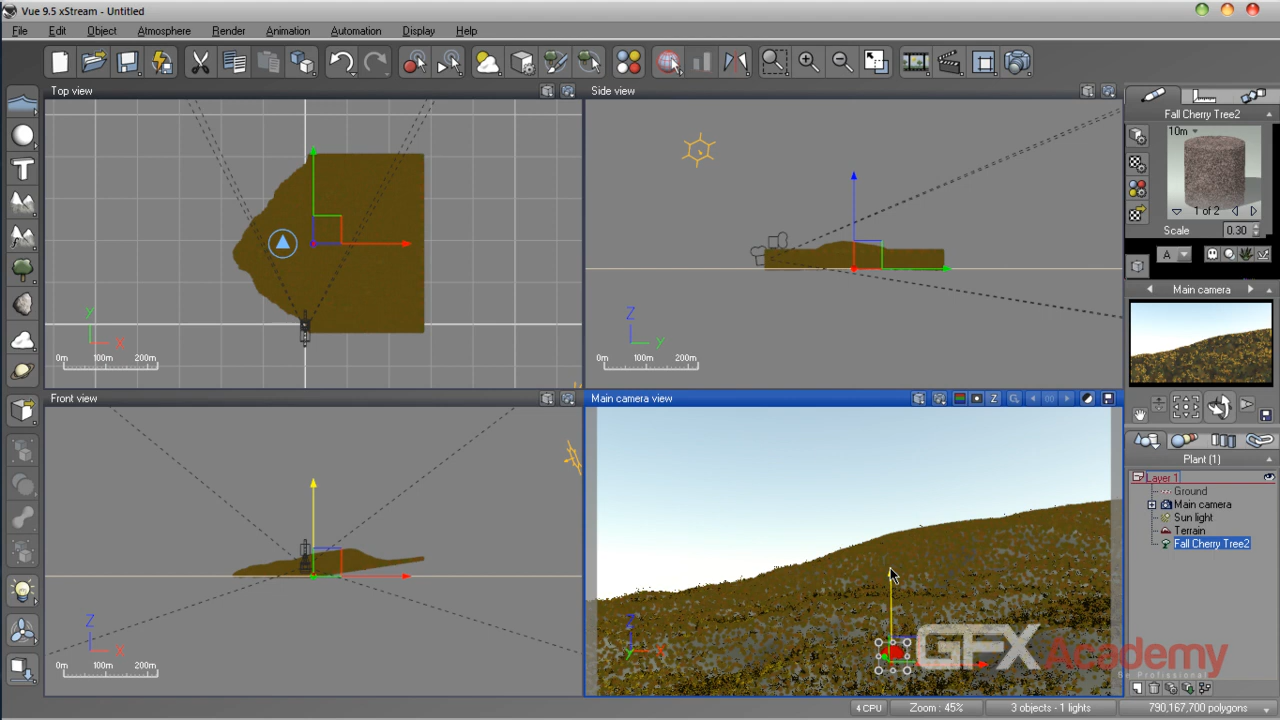 Vue 9.5 xStream - Untitled
File Edit Object Atmosphere Render Animation Automation Display Help
Top view
Y
X
0m 100m 200m
Side view
Z
Y
0m 100m 200m
Front view
Z
X
0m 100m 200m
Main camera view
Z
Z
GFXAcademy
Be Profissional
Fall Cherry Tree2
10m
1 of 2
Scale 0.30
A
Main camera
Plant (1)
Layer 1
Ground
Main camera
Sun light
Terrain
Fall Cherry Tree2
4 CPU Zoom : 45% 3 objects - 1 lights 790,167,700 polygons